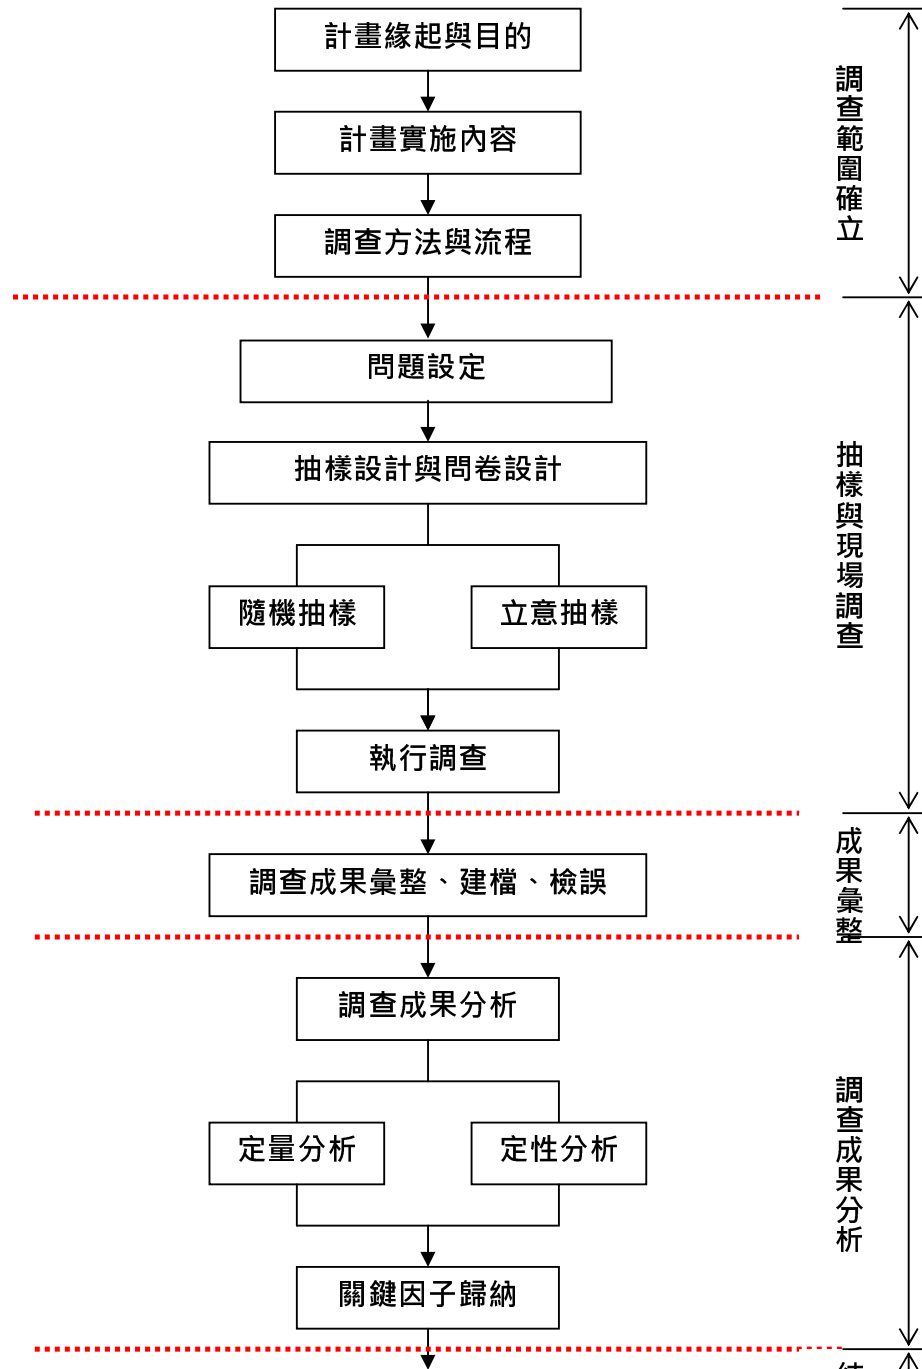 計畫緣起與目的
計畫實施內容
調查方法與流程
調查範圍確立
問題設定
抽樣設計與問卷設計
隨機抽樣
立意抽樣
執行調查
抽樣與現場調查
調查成果彙整、建檔、檢誤
成果彙整
調查成果分析
定量分析
定性分析
關鍵因子歸納
調查成果分析